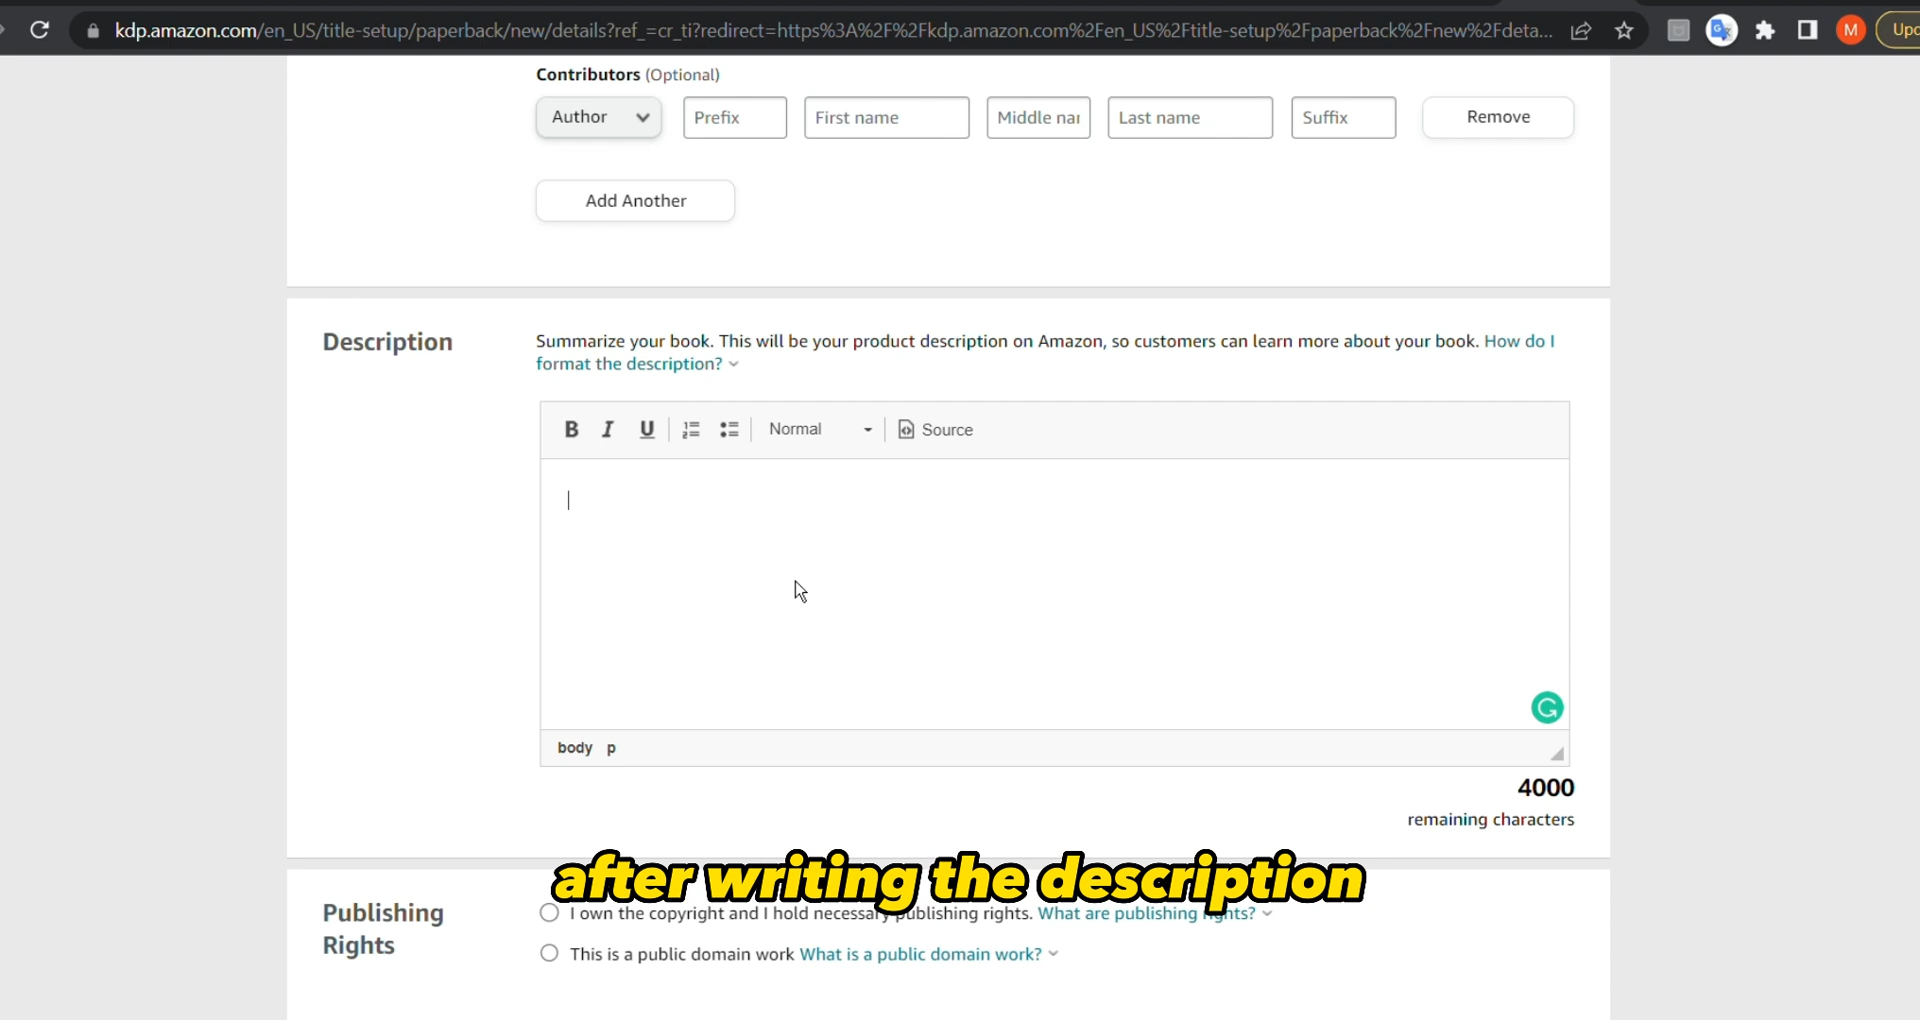 kdp.amazon.com/en_US/title-setup/paperback/new/details?ref_=cr_ti?redirect=https%3A%2F%2Fkdp.amazon.com%2Fen_US%2Ftitle-setup%2Fpaperback%2Fnew%2Fdeta...
M
Upd
Contributors (Optional)
Author Prefix First name Middle nar Last name Suffix Remove
Add Another
Description
Summarize your book. This will be your product description on Amazon, so customers can learn more about your book. How do I
format the description?
B I U Normal Source
body p
4000
remaining characters
after writing the description
Publishing
Rights
I own the copyright and I hold necessary publishing rights. What are publishing rights?
This is a public domain work What is a public domain work?